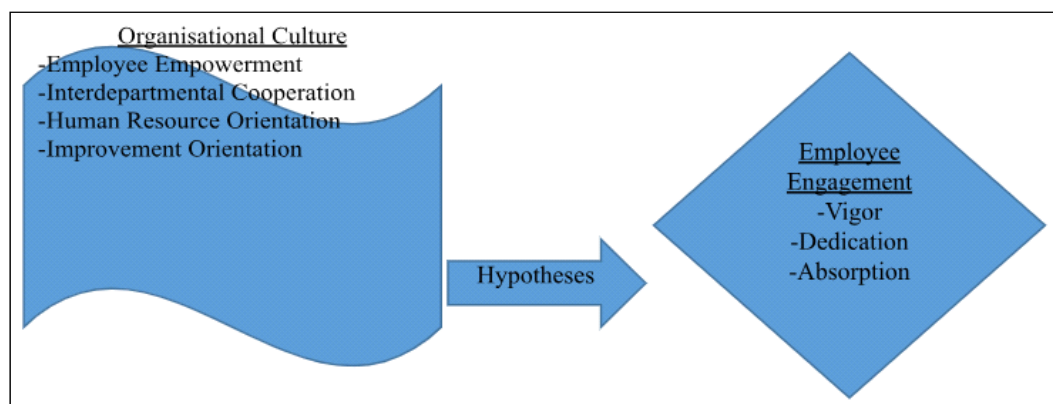 Organisational Culture
-Employee Empowerment
-Interdepartmental Cooperation
-Human Resource Orientation
-Improvement Orientation
Hypotheses
Employee
Engagement
-Vigor
-Dedication
-Absorption